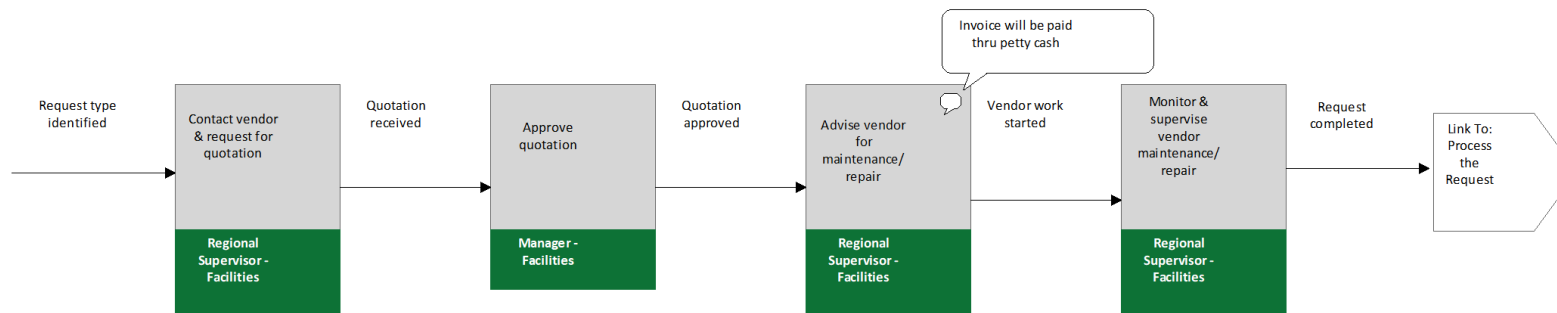 Invoice will be paid
thru petty cash
Request type
identified
Contact vendor
& request for
quotation
Regional
Supervisor -
Facilities
Quotation
received
Approve
quotation
Manager -
Facilities
Quotation
approved
Advise vendor
for
maintenance/
repair
Regional
Supervisor -
Facilities
Vendor work
started
Monitor &
supervise
vendor
maintenance/
repair
Regional
Supervisor -
Facilities
Request
completed
Link To:
Process
the
Request